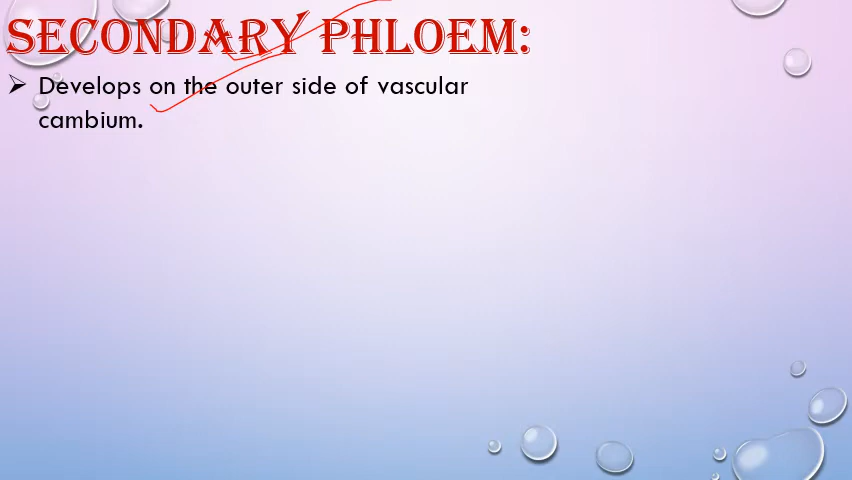 SECONDARY PHLOEM:
➢ Develops on the outer side of vascular
cambium.